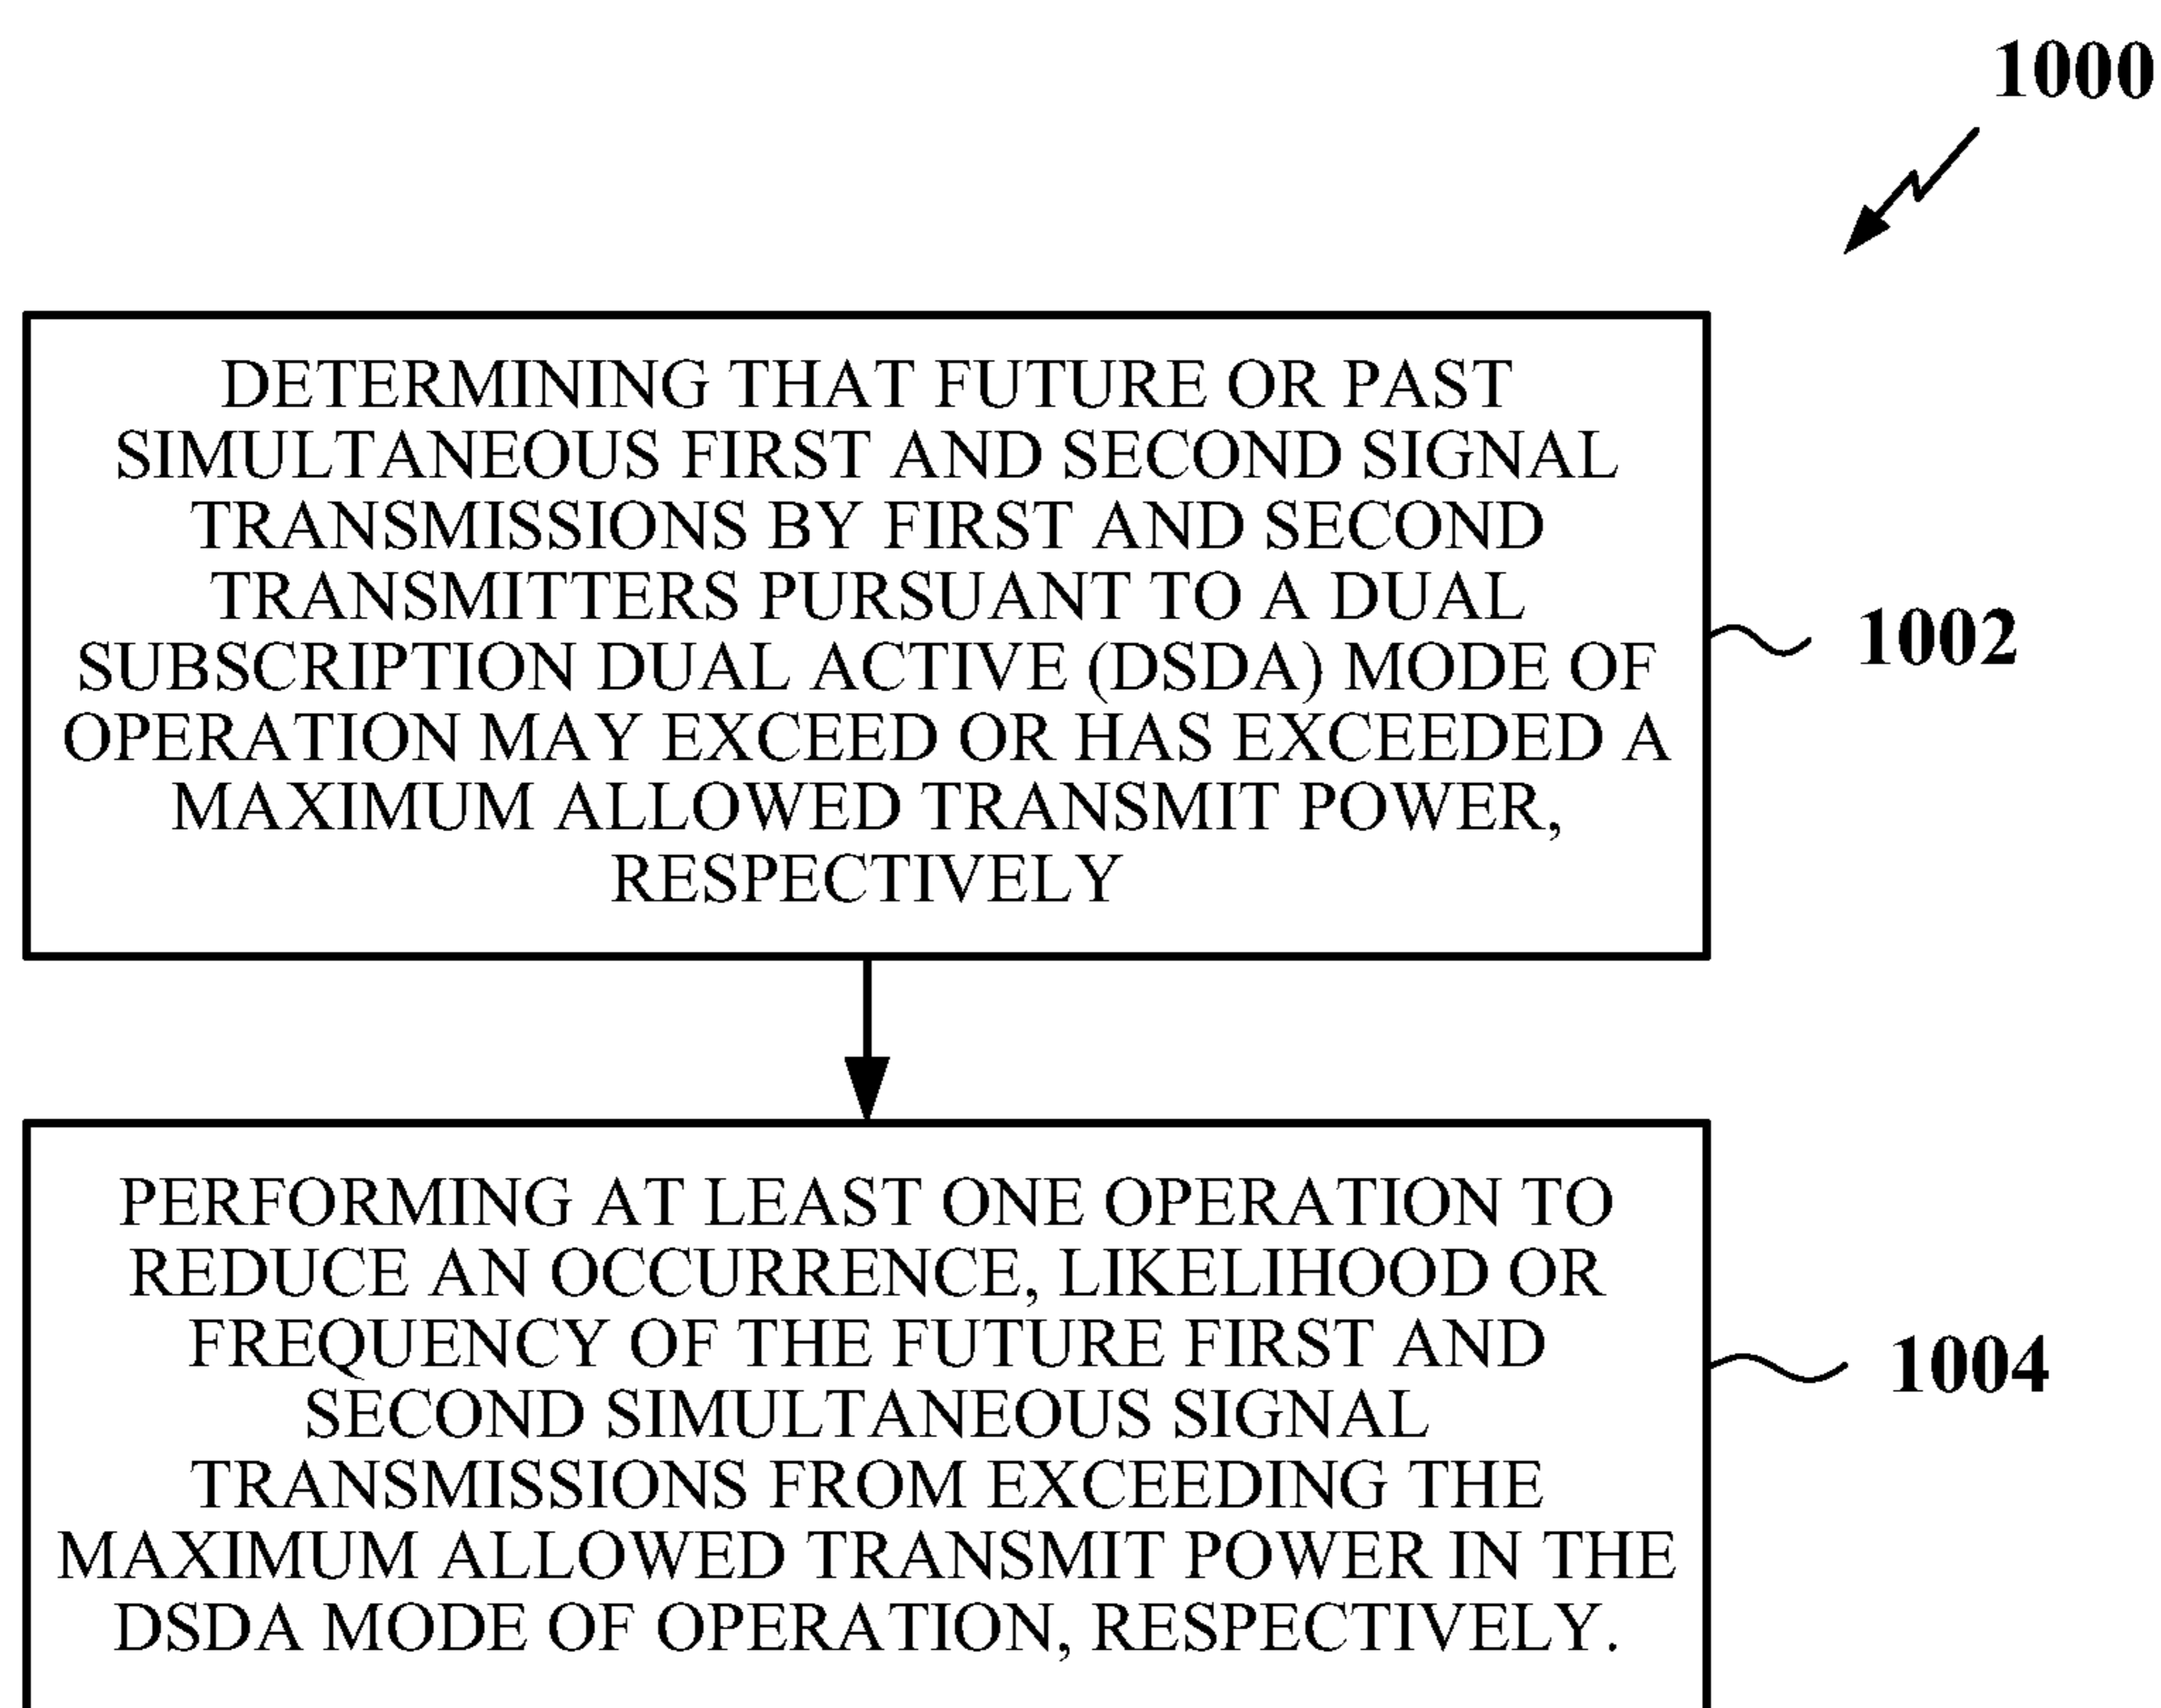 1000
DETERMINING THAT FUTURE OR PAST
SIMULTANEOUS FIRST AND SECOND SIGNAL
TRANSMISSIONS BY FIRST AND SECOND
TRANSMITTERS PURSUANT TO A DUAL
SUBSCRIPTION DUAL ACTIVE (DSDA) MODE OF
OPERATION MAY EXCEED OR HAS EXCEEDED A
MAXIMUM ALLOWED TRANSMIT POWER,
RESPECTIVELY
1002
PERFORMING AT LEAST ONE OPERATION TO
REDUCE AN OCCURRENCE, LIKELIHOOD OR
FREQUENCY OF THE FUTURE FIRST AND
SECOND SIMULTANEOUS SIGNAL
TRANSMISSIONS FROM EXCEEDING THE
MAXIMUM ALLOWED TRANSMIT POWER IN THE
DSDA MODE OF OPERATION, RESPECTIVELY.
1004